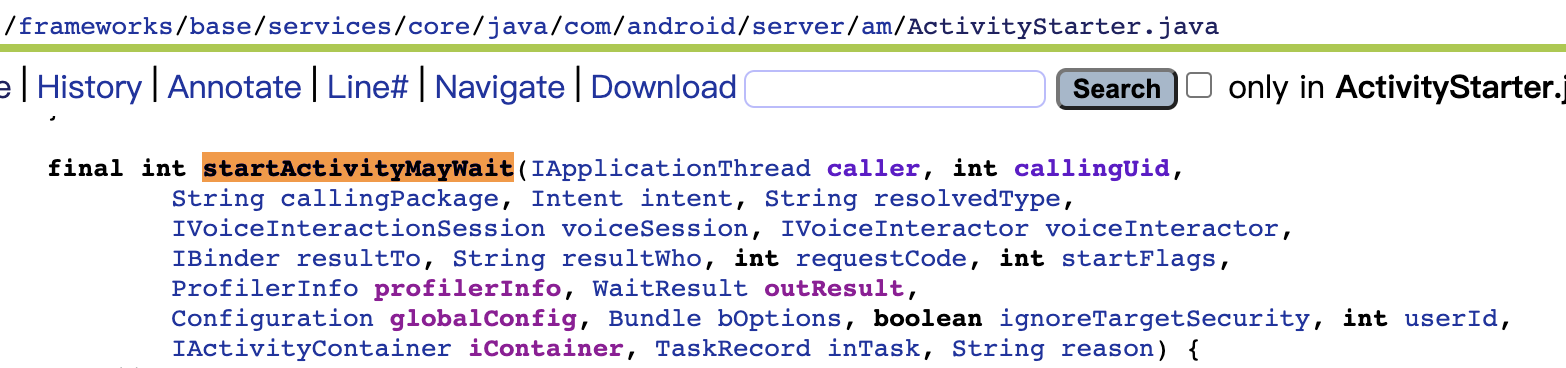 /frameworks/base/services/core/java/com/android/server/am/ActivityStarter.java
e | History | Annotate | Line# | Navigate | Download Search only in ActivityStarter.j
final int startActivityMayWait(IApplicationThread caller, int callingUid,
String callingPackage, Intent intent, String resolvedType,
IVoiceInteractionSession voiceSession, IVoiceInteractor voiceInteractor,
IBinder resultTo, String resultWho, int requestCode, int startFlags,
ProfilerInfo profilerInfo, WaitResult outResult,
Configuration globalConfig, Bundle bOptions, boolean ignoreTargetSecurity, int userId,
IActivityContainer iContainer, TaskRecord inTask, String reason) {